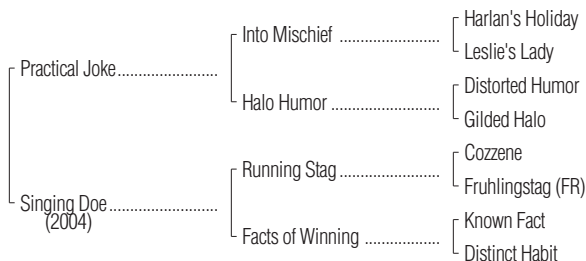 Harlan's Holiday
Into Mischief ....................
Leslie's Lady
Practical Joke......................
Distorted Humor
Halo Humor ......................
Gilded Halo
Cozzene
Running Stag ....................
Fruhlingstag (FR)
Singing Doe........................
(2004)
Known Fact
Facts of Winning ...............
Distinct Habit